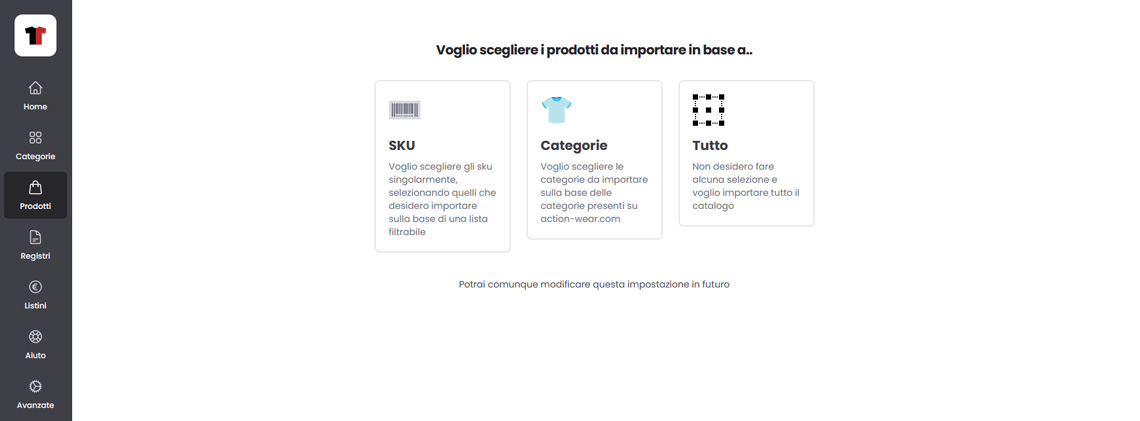 Voglio scegliere i prodotti da importare in base a..
Home
Categorie
Prodotti
Registri
Listini
Aiuto
Avanzate
SKU
Voglio scegliere gli sku
singolarmente,
selezionando quelli che
desidero importare
sulla base di una lista
filtrabile
Categorie
Voglio scegliere le
categorie da importare
sulla base delle
categorie presenti su
action-wear.com
Tutto
Non desidero fare
alcuna selezione e
voglio importare tutto il
catalogo
Potrai comunque modificare questa impostazione in futuro